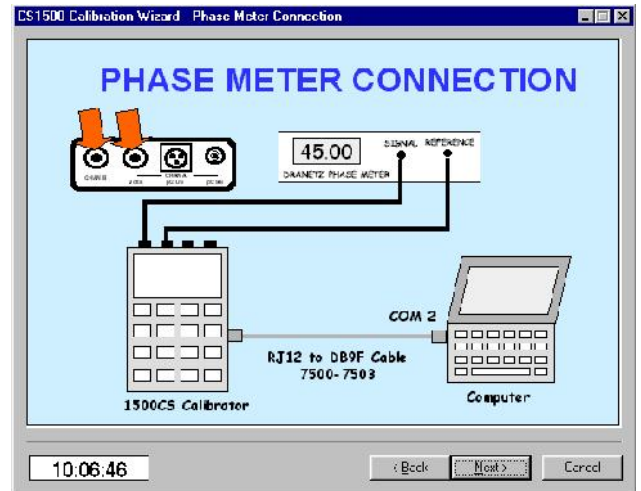 CS1500 Calibration Wizard Phase Meter Connection
PHASE METER CONNECTION
45.00
SIGNAL REFERENCE
DRANETZ PHASE METER
COM 2
RJ12 to DB9F Cable
7500-7503
1500CS Calibrator
Computer
10:06:46
< Back
Next >
Cancel